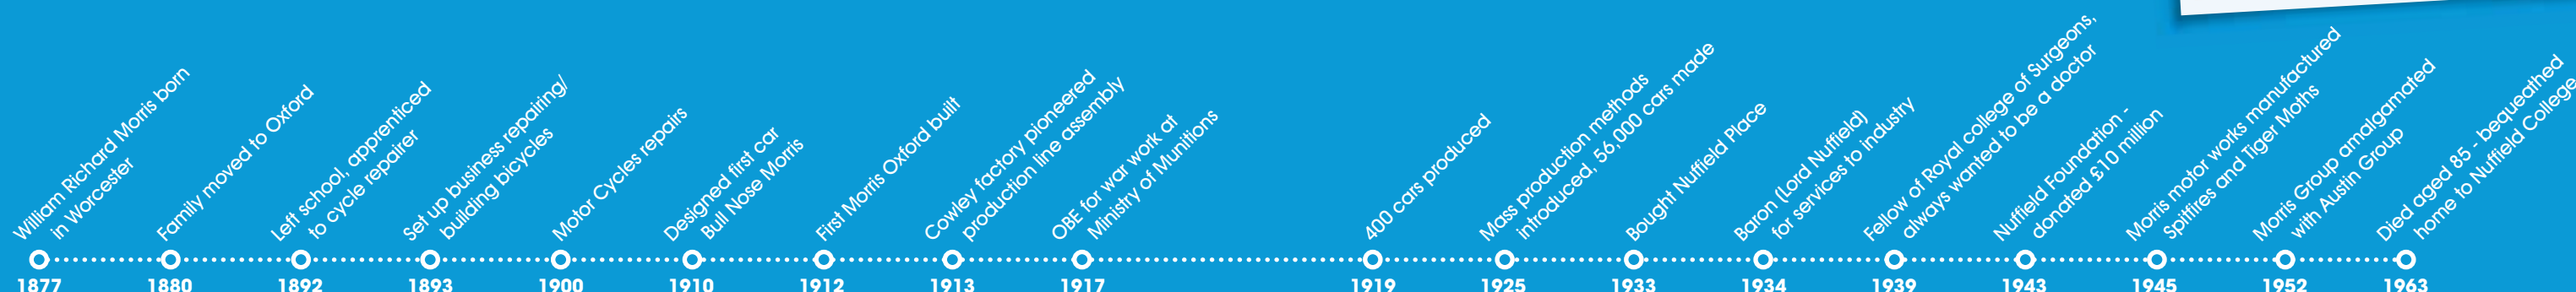 William Richard Morris born
in Worcester
1877
Family moved to Oxford
1880
Left school, apprenticed
to cycle repairer
1892
Set up business repairing/
building bicycles
1893
Motor Cycles repairs
1900
Designed first car
Bull Nose Morris
1910
First Morris Oxford built
1912
Cowley factory pioneered
production line assembly
1913
OBE for war work at
Ministry of Munitions
1917
400 cars produced
1919
Mass production methods
introduced, 56,000 cars made
1925
Bought Nuffield Place
1933
Baron (Lord Nuffield)
for services to industry
1934
Fellow of Royal college of Surgeons,
always wanted to be a doctor
1939
Nuffield Foundation -
donated £10 million
1943
Morris motor works manufactured
Spitfires and Tiger Moths
1945
Morris Group amalgamated
with Austin Group
1952
Died aged 85 - bequeathed
home to Nuffield College
1963